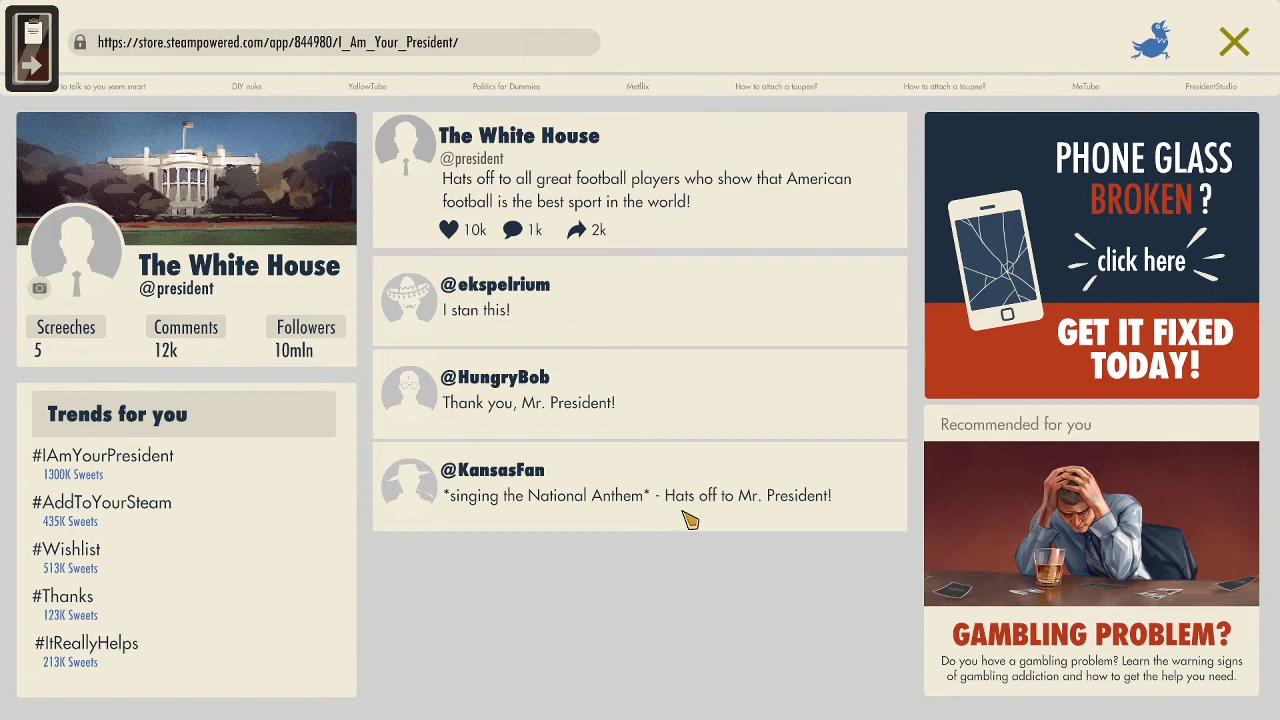 https://store.steampowered.com/app/844980/I_Am_Your_President/
to talk so you seem smart
DIY nuke
YellowTube
Politics for Dummies
Metflix
How to attach a toupee?
How to attach a toupee?
MeTube
PresidentStudio
The White House
@president
Screeches
Comments
Followers
5
12k
10mln
Trends for you
#IAmYourPresident
1300K Sweets
#AddToYourSteam
435K Sweets
#Wishlist
513K Sweets
#Thanks
123K Sweets
#ItReallyHelps
213K Sweets
The White House
@president
Hats off to all great football players who show that American
football is the best sport in the world!
10k
1k
2k
@ekspelrium
I stan this!
@HungryBob
Thank you, Mr. President!
@KansasFan
*singing the National Anthem* - Hats off to Mr. President!
PHONE GLASS
BROKEN ?
click here
GET IT FIXED
TODAY!
Recommended for you
GAMBLING PROBLEM?
Do you have a gambling problem? Learn the warning signs
of gambling addiction and how to get the help you need.